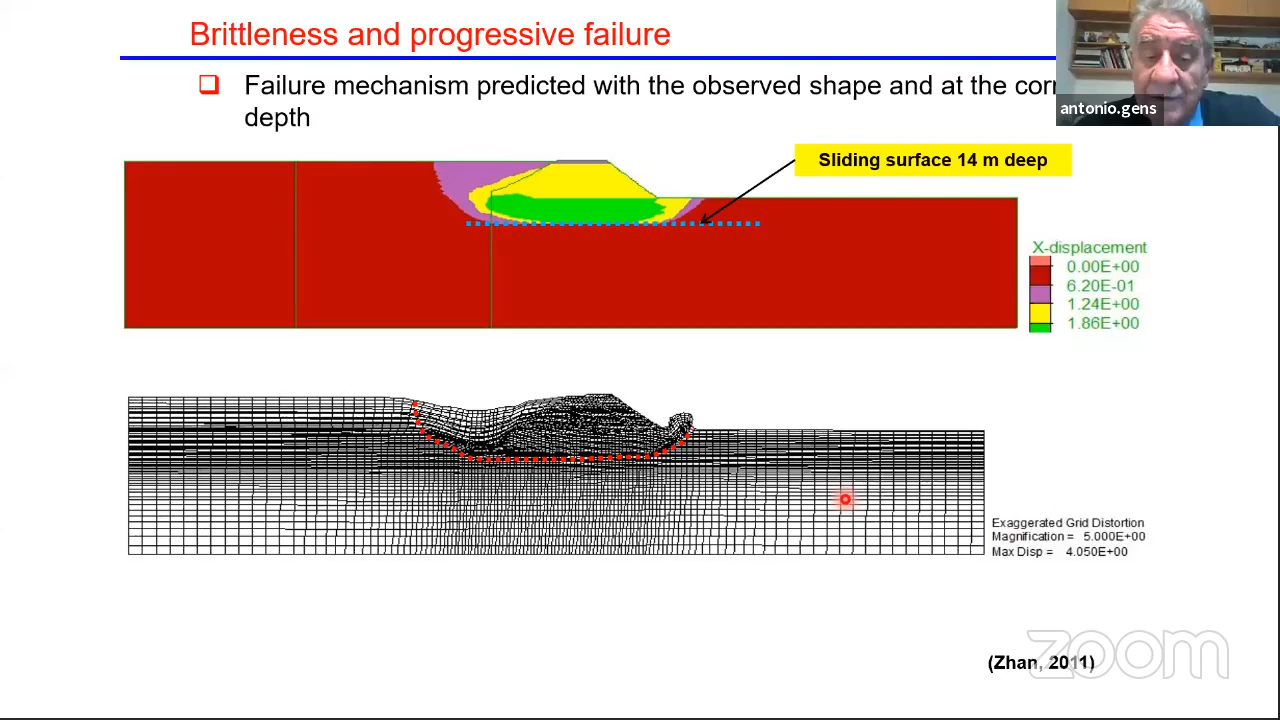 Brittleness and progressive failure
Failure mechanism predicted with the observed shape and at the
depth
antonio.gens
Sliding surface 14 m deep
X-displacement
0.00E+00
6.20E-01
1.24E+00
1.86E+00
Exaggerated Grid Distortion
Magnification = 5.000E+00
Max Disp = 4.050E+00
zoom
(Zhan, 2011)